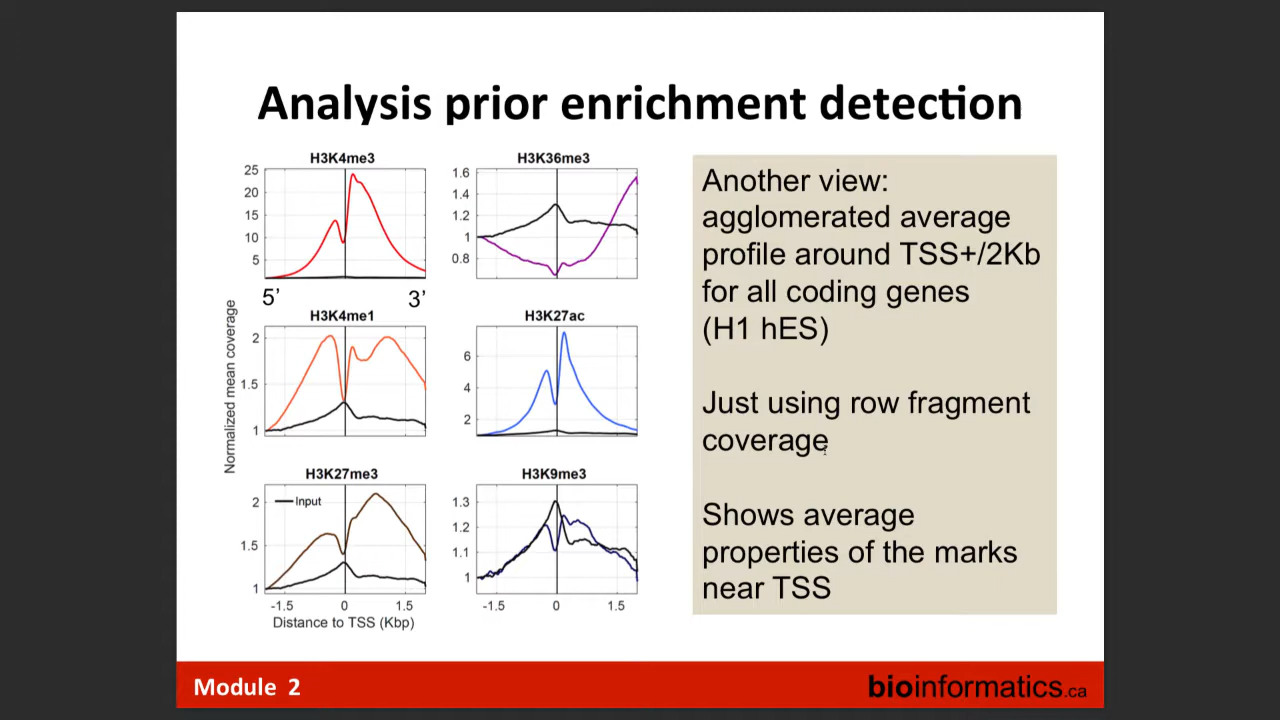 Analysis prior enrichment detection
H3K4me3
25
20
15
10
5
5’
3’
H3K36me3
1.6
1.4
1.2
1
0.8
Normalized mean coverage
H3K4me1
2
1.5
1
H3K27ac
6
4
2
H3K27me3
Input
2
1.5
1
-1.5 0 1.5
Distance to TSS (Kbp)
H3K9me3
1.3
1.2
1.1
1
-1.5 0 1.5
Another view:
agglomerated average
profile around TSS+/2Kb
for all coding genes
(H1 hES)
Just using row fragment
coverage
Shows average
properties of the marks
near TSS
Module 2
bioinformatics.ca